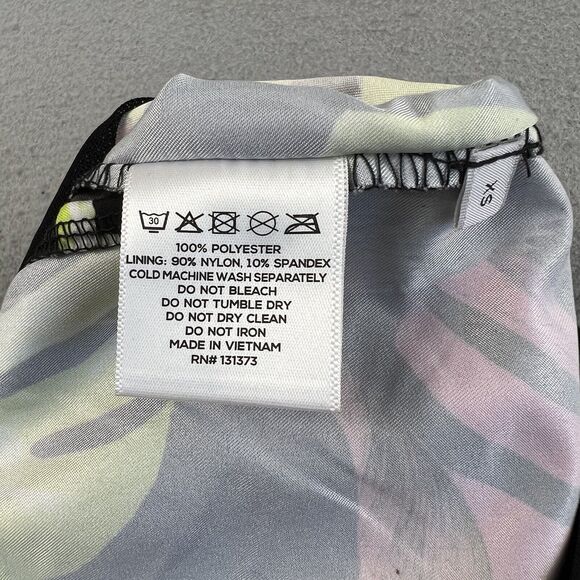 30
100% POLYESTER
LINING: 90% NYLON, 10% SPANDEX
COLD MACHINE WASH SEPARATELY
DO NOT BLEACH
DO NOT TUMBLE DRY
DO NOT DRY CLEAN
DO NOT IRON
MADE IN VIETNAM
RN# 131373
X-S